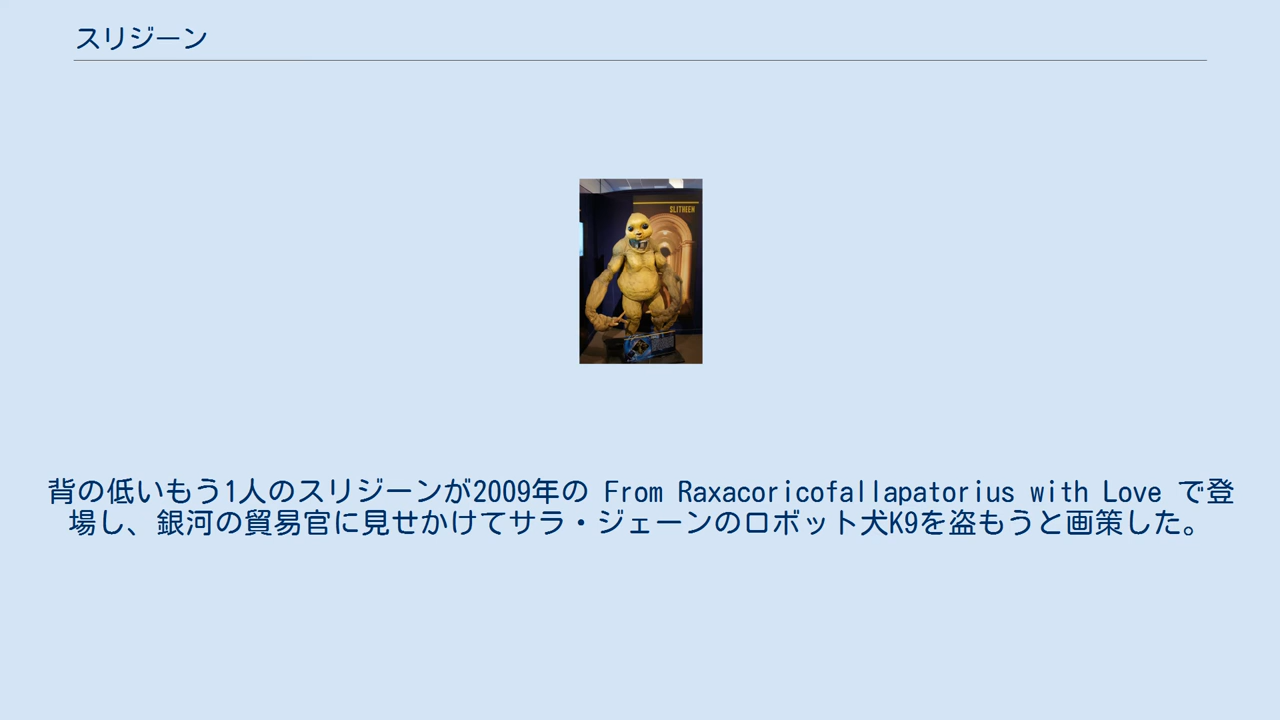 スリジーン
SLITHEEN
背の低いもう1人のスリジーンが2009年の From Raxacoricofallapatorius with Love で登
場し、銀河の貿易官に見せかけてサラ・ジェーンのロボット犬K9を盗もうと画策した。